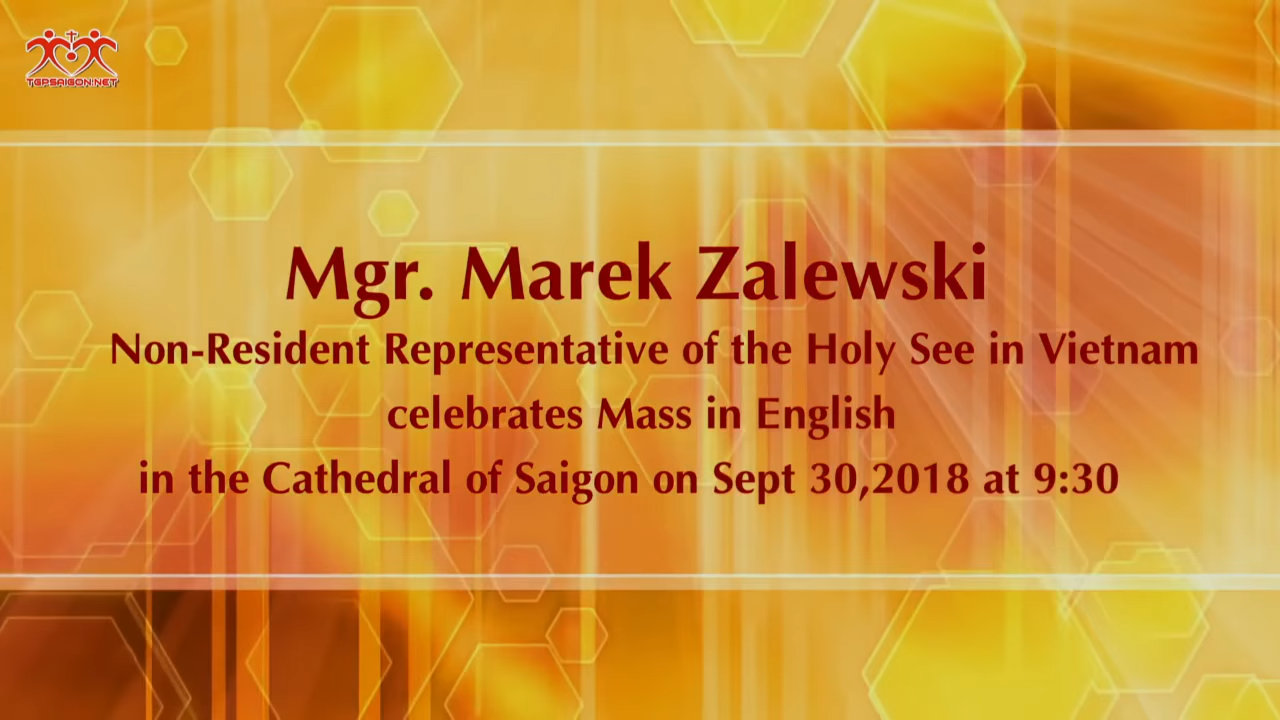 TGPSAIGON.NET
Mgr. Marek Zalewski
Non-Resident Representative of the Holy See in Vietnam
celebrates Mass in English
in the Cathedral of Saigon on Sept 30,2018 at 9:30